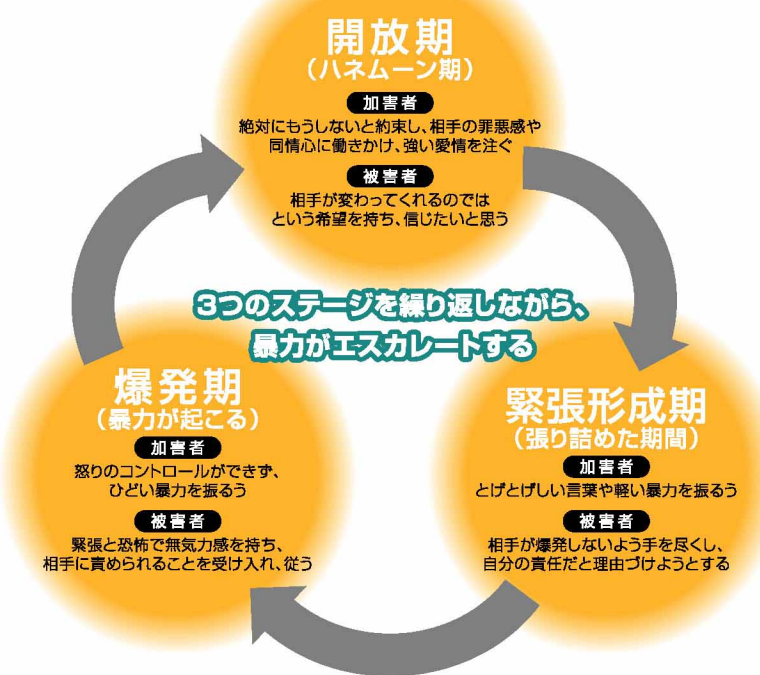 開放期
（ハネムーン期）
加害者
絶対にもうしないと約束し、相手の罪悪感や
同情心に働きかけ、強い愛情を注ぐ
被害者
相手が変わってくれるのでは
という希望を持ち、信じたいと思う
3つのステージを繰り返しながら、
暴力がエスカレートする
爆発期
（暴力が起こる）
加害者
怒りのコントロールができず、
ひどい暴力を振るう
被害者
緊張と恐怖で無気力感を持ち、
相手に責められることを受け入れ、従う
緊張形成期
（張り詰めた期間）
加害者
とげとげしい言葉や軽い暴力を振るう
被害者
相手が爆発しないよう手を尽くし、
自分の責任だと理由づけようとする